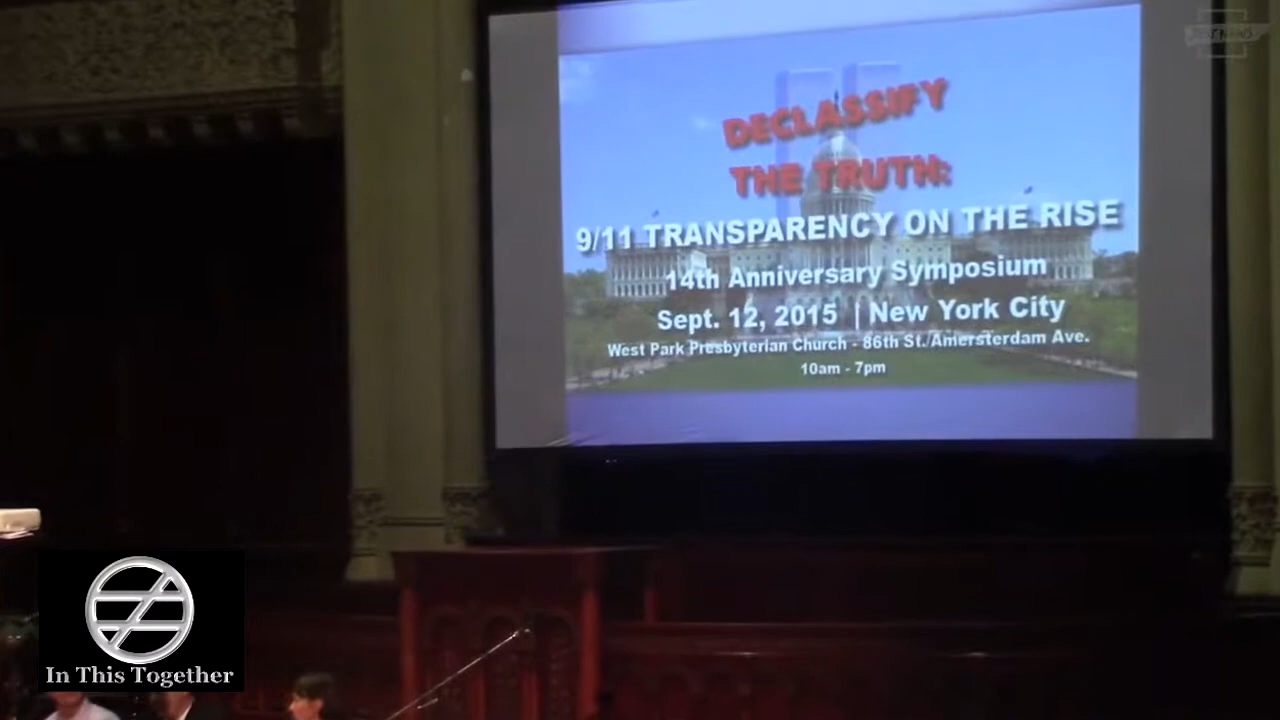 DECLASSIFY
THE TRUTH:
9/11 TRANSPARENCY ON THE RISE
14th Anniversary Symposium
Sept. 12, 2015 | New York City
West Park Presbyterian Church - 86th St./Amersterdam Ave.
10am - 7pm
In This Together